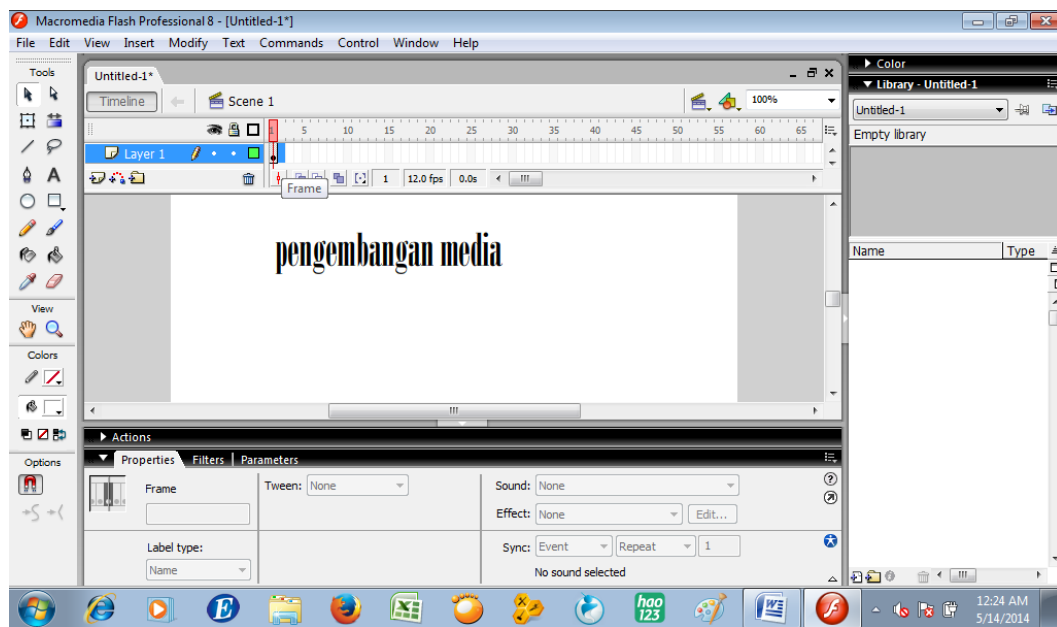 Macromedia Flash Professional 8 - [Untitled-1*]
File Edit View Insert Modify Text Commands Control Window Help
Tools
View
Colors
Options
Untitled-1*
Timeline Scene 1 100%
1 5 10 15 20 25 30 35 40 45 50 55 60 65
Layer 1
1 12.0 fps 0.0s
Frame
pengembangan media
Actions
Properties Filters Parameters
Frame Tween: None Sound: None
Effect: None Edit...
Label type: Sync: Event Repeat 1
Name No sound selected
Color
Library - Untitled-1
Untitled-1
Empty library
Name Type
hao
123
12:24 AM
5/14/2014